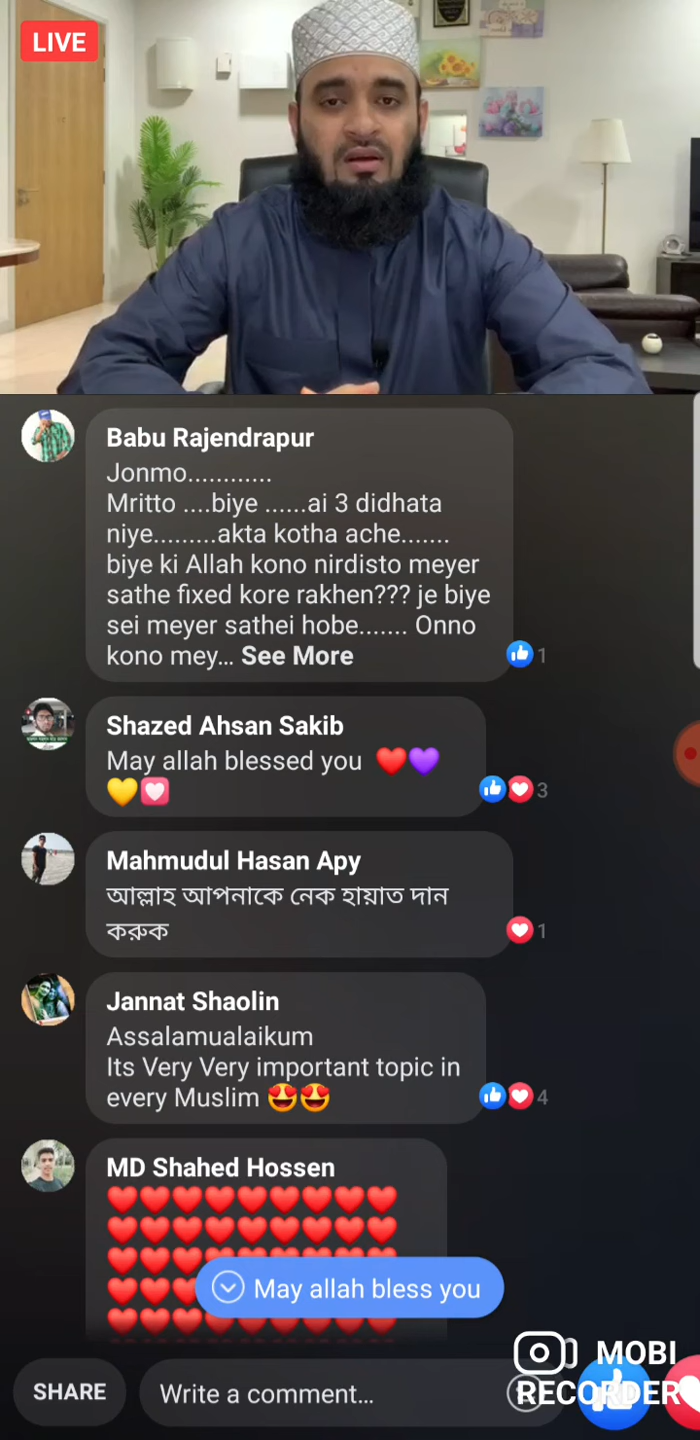 LIVE
Babu Rajendrapur
Jonmo............
Mritto ....biye ......ai 3 didhata
niye.........akta kotha ache.......
biye ki Allah kono nirdisto meyer
sathe fixed kore rakhen??? je biye
sei meyer sathei hobe....... Onno
kono mey... See More
1
Shazed Ahsan Sakib
May allah blessed you ❤️💜
💛💟
3
Mahmudul Hasan Apy
আল্লাহ আপনাকে নেক হায়াত দান
করুক
1
Jannat Shaolin
Assalamualaikum
Its Very Very important topic in
every Muslim 😍😍
4
MD Shahed Hossen
❤️❤️❤️❤️❤️❤️❤️❤️❤️
❤️❤️❤️❤️❤️❤️❤️❤️❤️
❤️❤️❤️❤️❤️❤️❤️❤️❤️
May allah bless you
MOBI
RECORDER
SHARE
Write a comment...